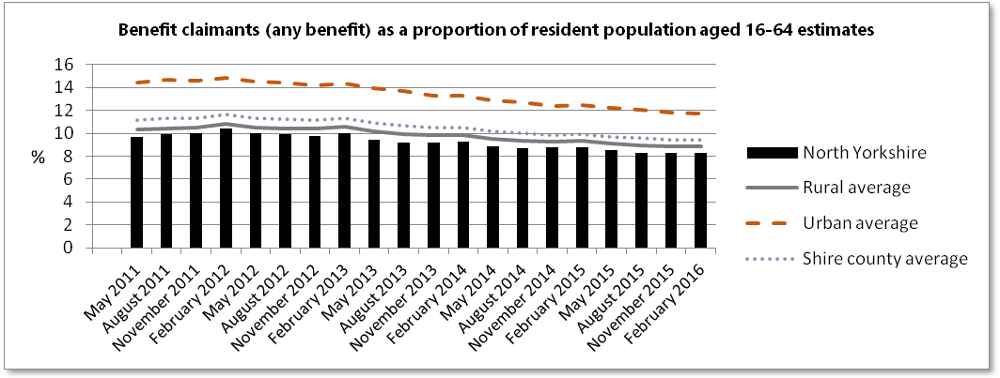 Benefit claimants (any benefit) as a proportion of resident population aged 16-64 estimates
16
14
12
10
8
6
4
2
0
%
May 2011
August 2011
November 2011
February 2012
May 2012
August 2012
November 2012
February 2013
May 2013
August 2013
November 2013
February 2014
May 2014
August 2014
November 2014
February 2015
May 2015
August 2015
November 2015
February 2016
North Yorkshire
Rural average
Urban average
Shire county average